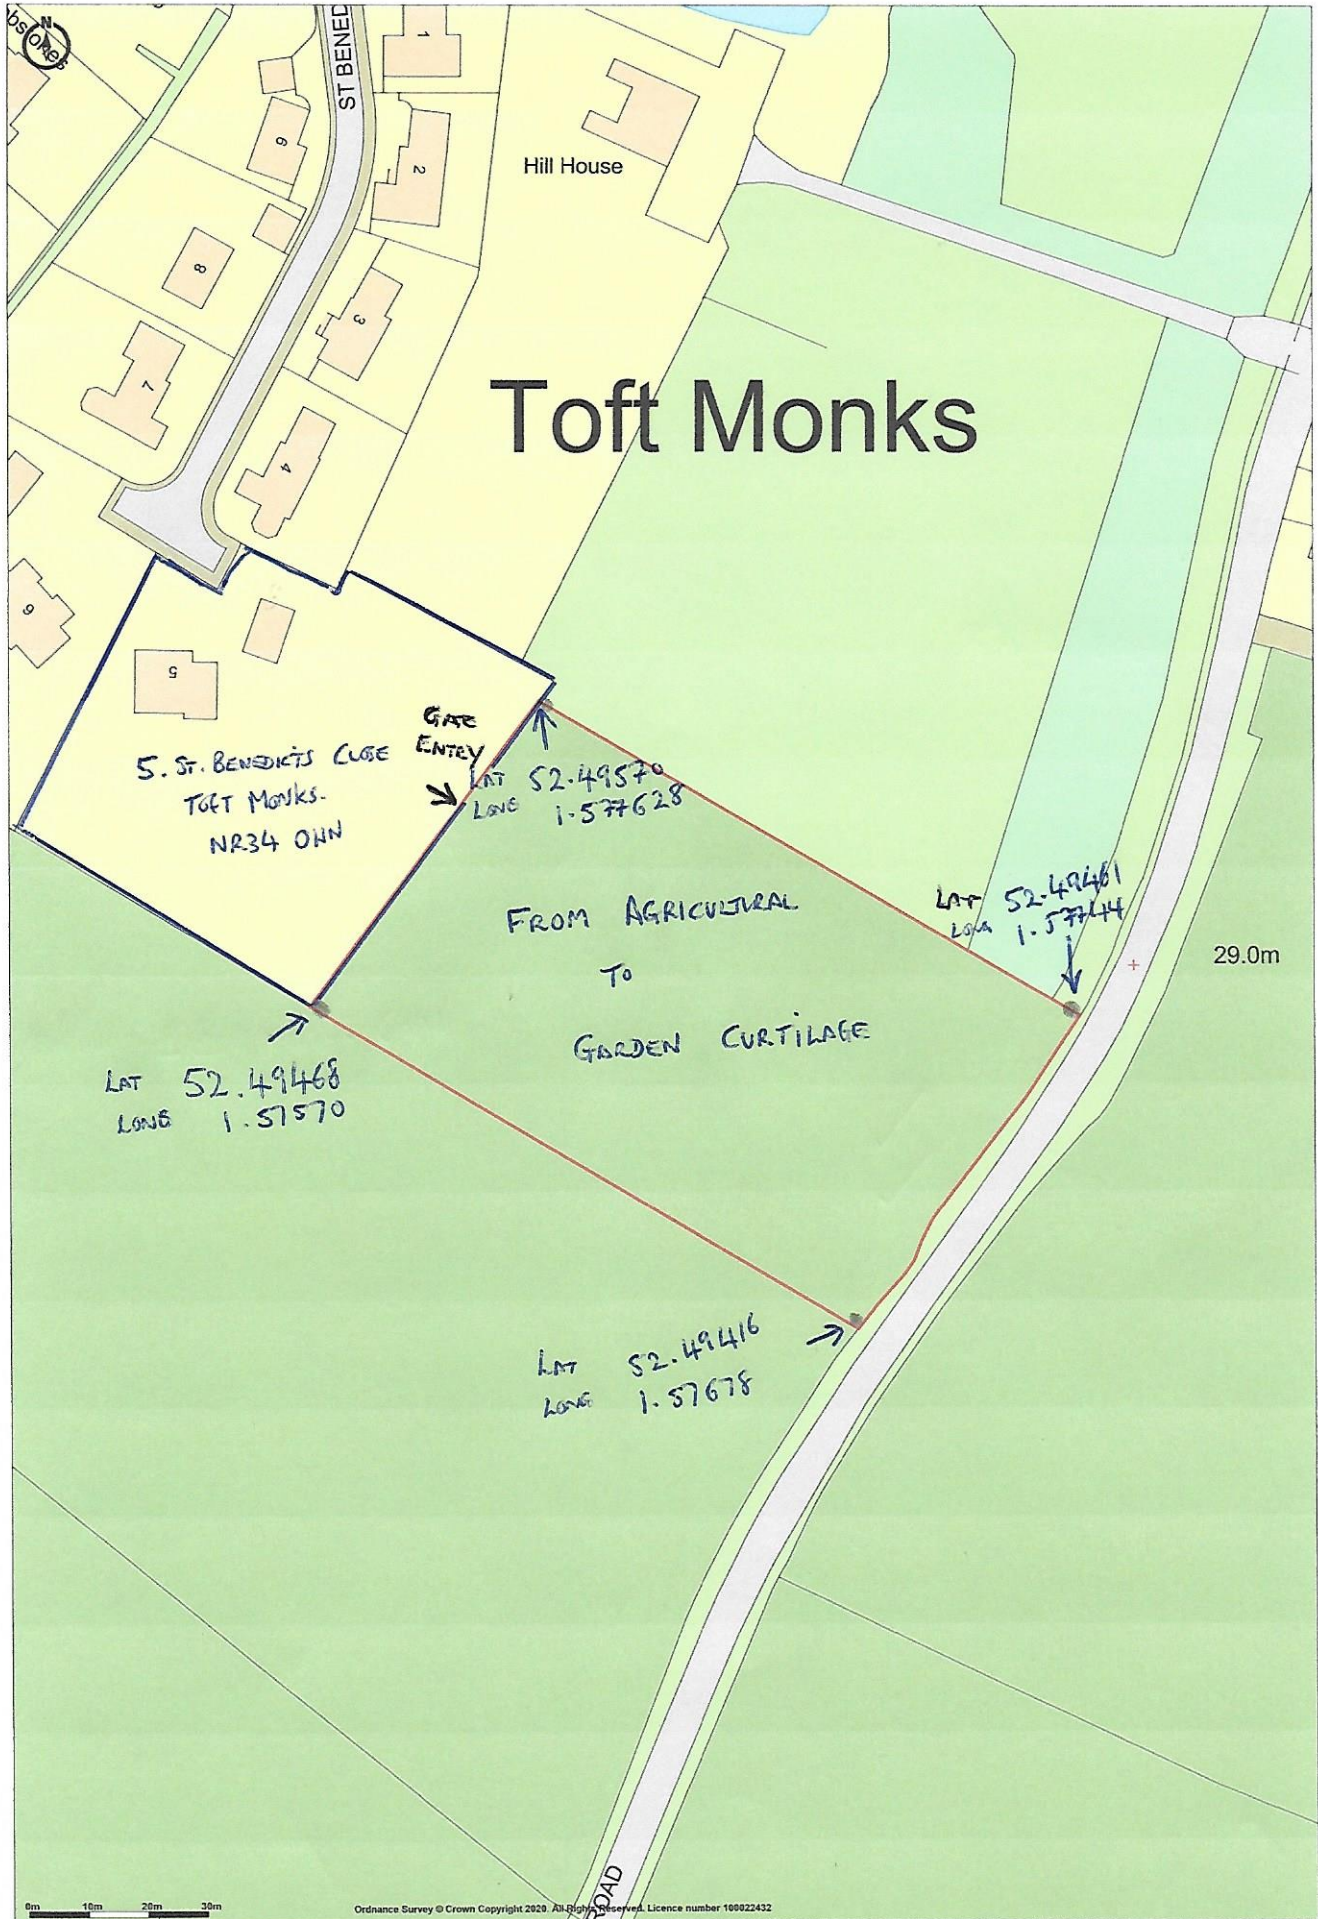 N
ST BENED
1
2
6
8
3
7
4
Hill House
Toft Monks
9
5
5. ST. BENEDICTS CLOSE
TOFT MONKS.
NR34 0HN
GATE
ENTRY
LAT 52.49570
LONG 1.577628
FROM AGRICULTURAL
TO
GARDEN CURTILAGE
LAT 52.49461
LONG
29.0m
LAT 52.49468
LONG 1.57570
LAT 52.49416
LONG 1.57678
ROAD
0m 10m 20m 30m
Ordnance Survey © Crown Copyright 2020. All Rights Reserved. Licence number 100022432